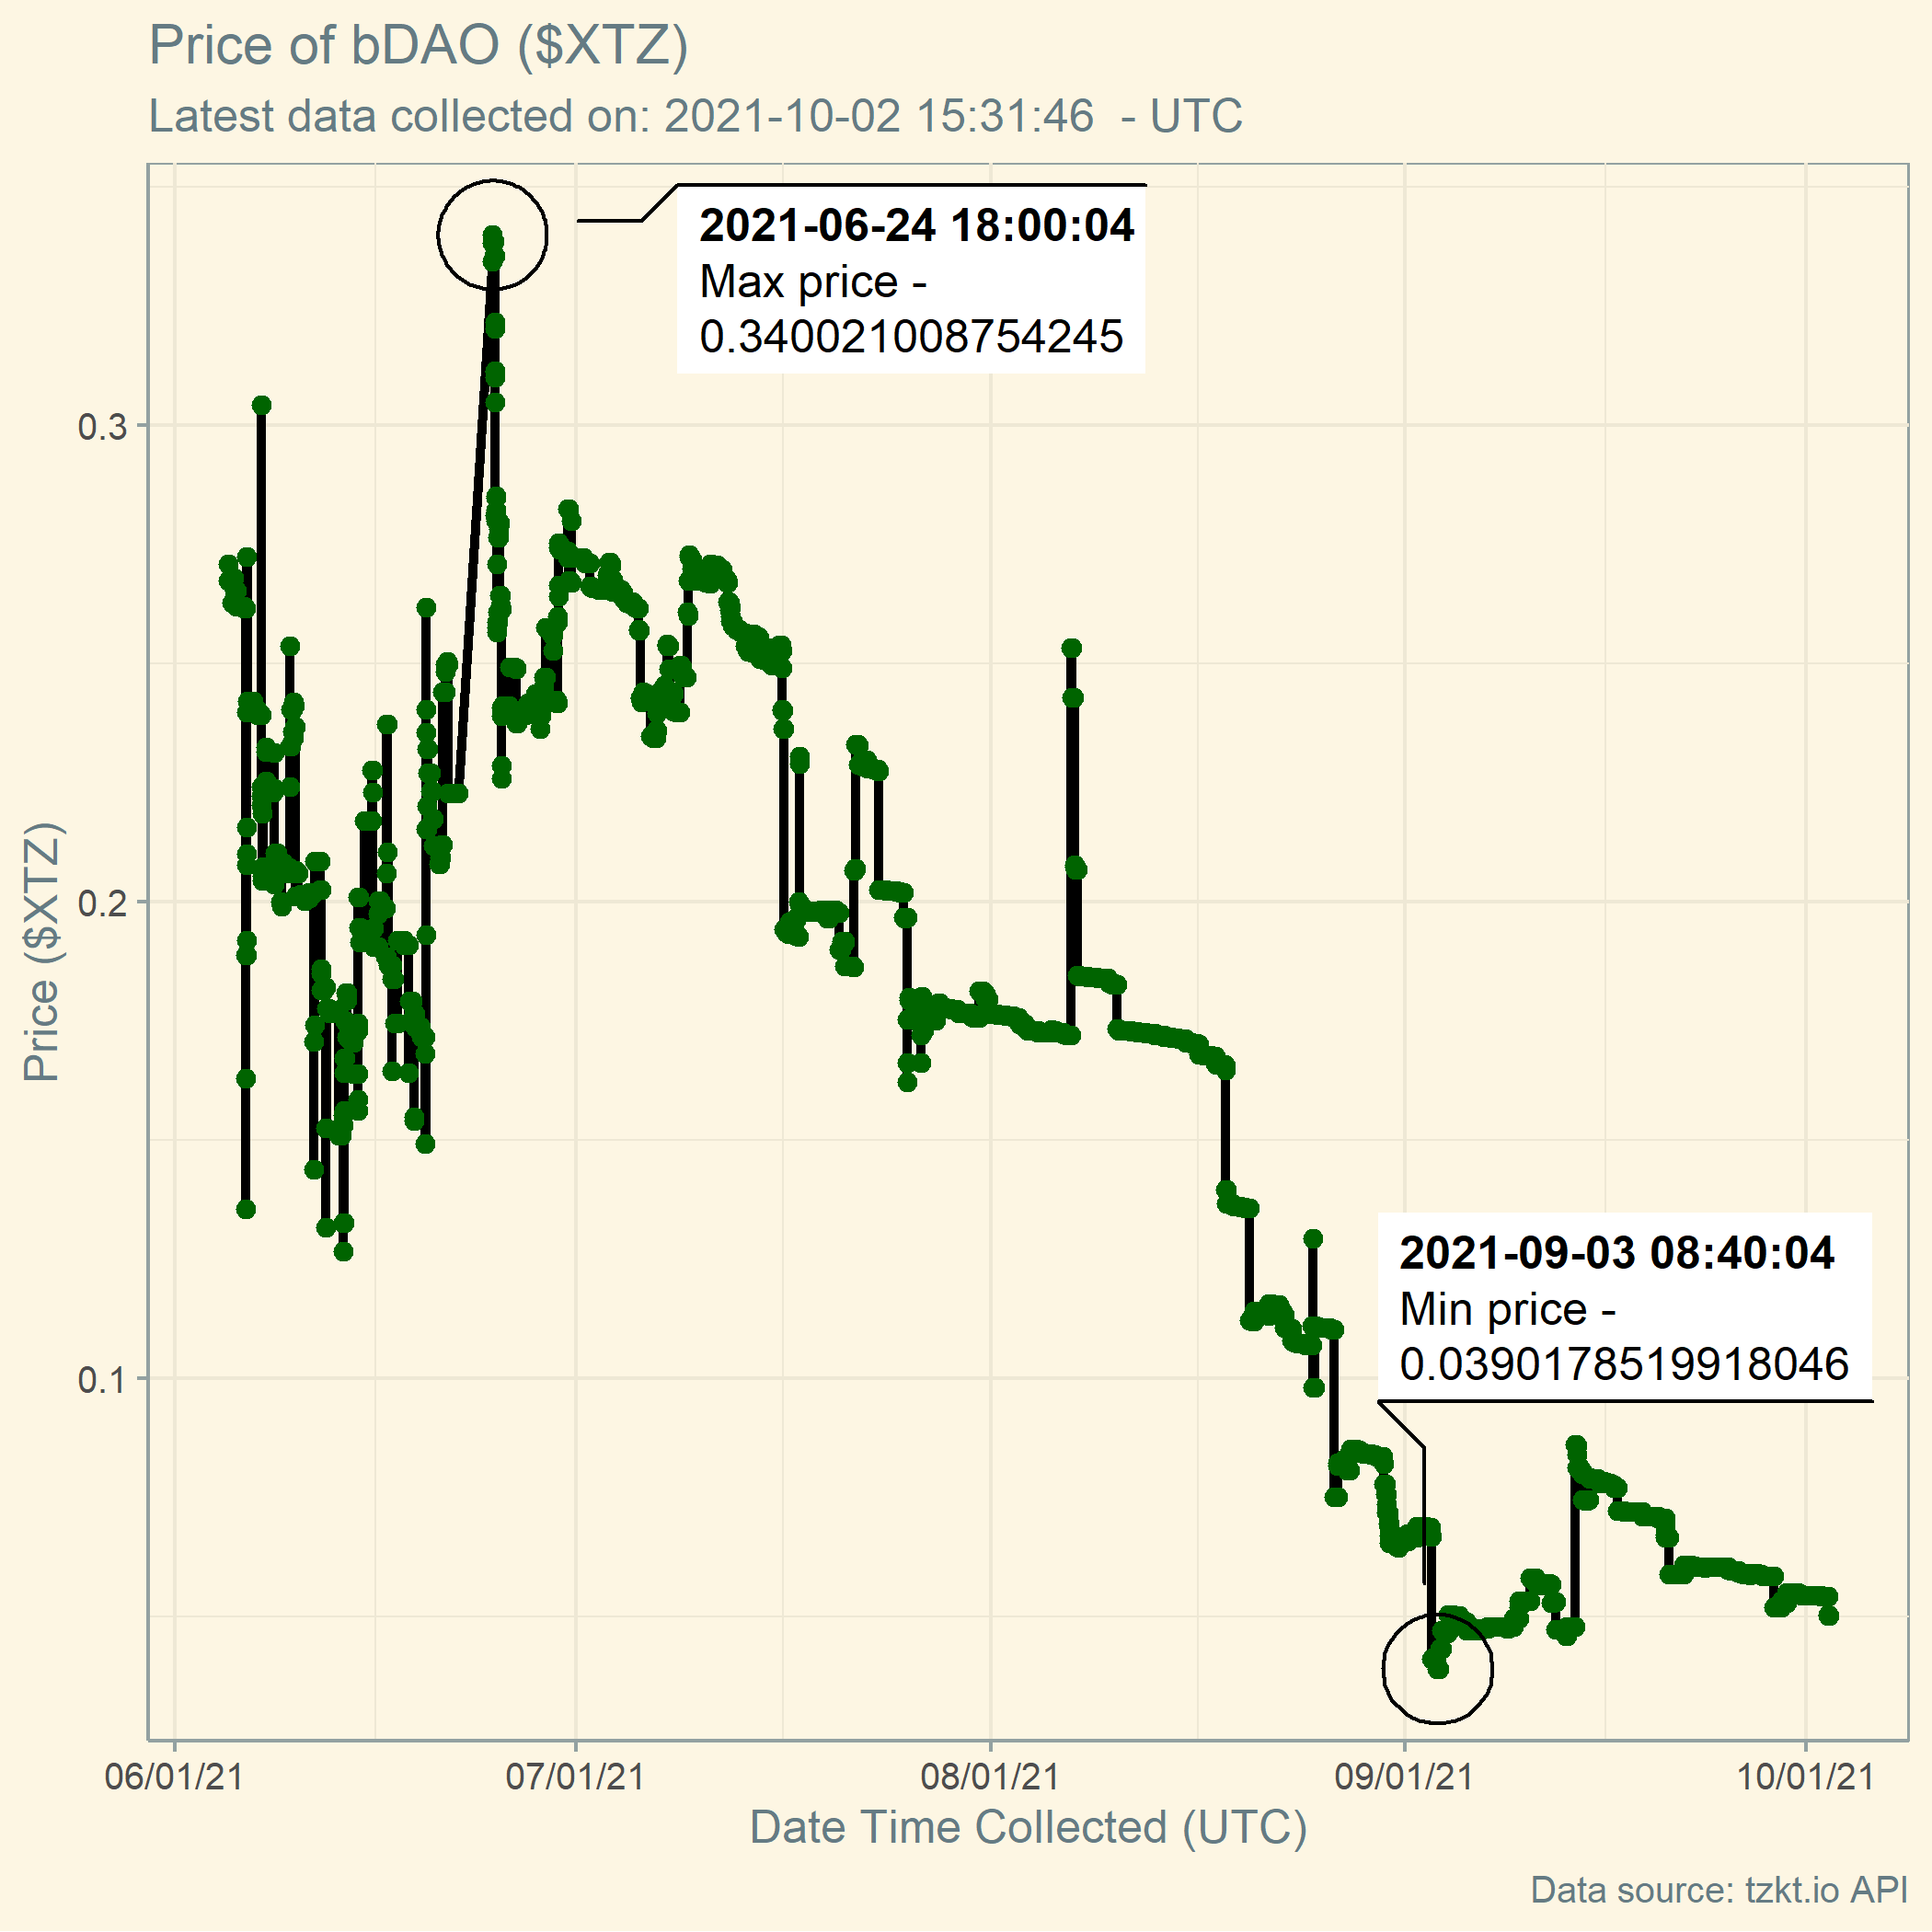 Price of bDAO ($XTZ)
Latest data collected on: 2021-10-02 15:31:46  - UTC
2021-06-24 18:00:04
Max price -
0.340021008754245
0.3
0.2
0.1
Price ($XTZ)
2021-09-03 08:40:04
Min price -
0.0390178519918046
06/01/21
07/01/21
08/01/21
09/01/21
10/01/21
Date Time Collected (UTC)
Data source: tzkt.io API